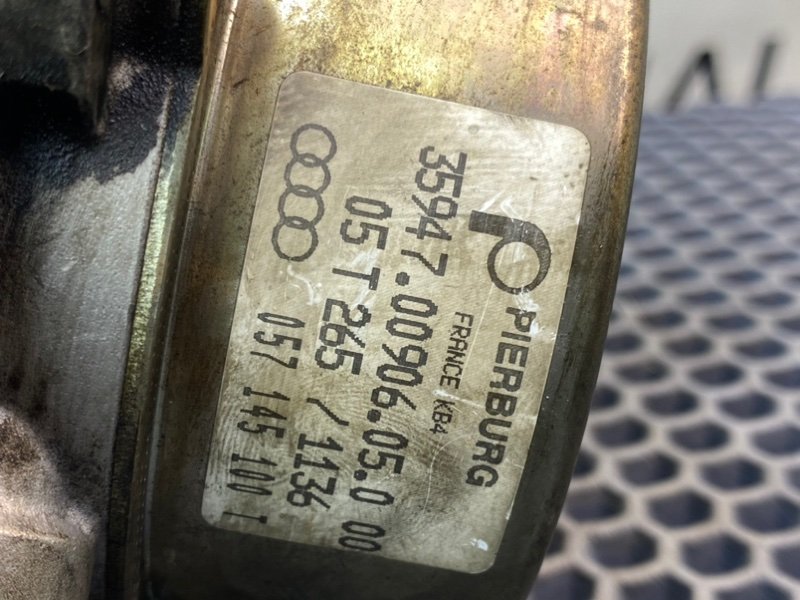 PIERBURG
FRANCE KB4
35947.00906.05.0 00
05 T 265 / 1136
057 145 100 T